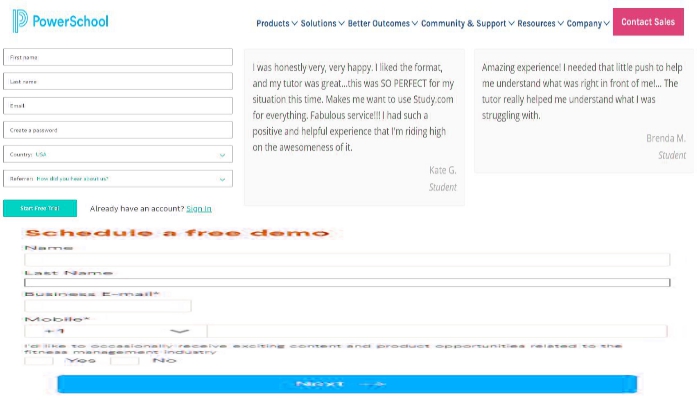 PowerSchool
Products Solutions Better Outcomes Community & Support Resources Company Contact Sales
First name
Last name
Email
Create a password
Country: USA
Referrer: How did you hear about us?
Start Free Trial Already have an account? Sign In
I was honestly very, very happy. I liked the format,
and my tutor was great...this was SO PERFECT for my
situation this time. Makes me want to use Study.com
for everything. Fabulous service!!! I had such a
positive and helpful experience that I'm riding high
on the awesomeness of it.
Kate G.
Student
Amazing experience! I needed that little push to help
me understand what was right in front of me!... The
tutor really helped me understand what I was
struggling with.
Brenda M.
Student
Schedule a free demo
Name
Last Name
Business E-mail*
Mobile*
+1
I'd like to occasionally receive exciting content and product opportunities related to the
fitness management industry
Yes No
Next →